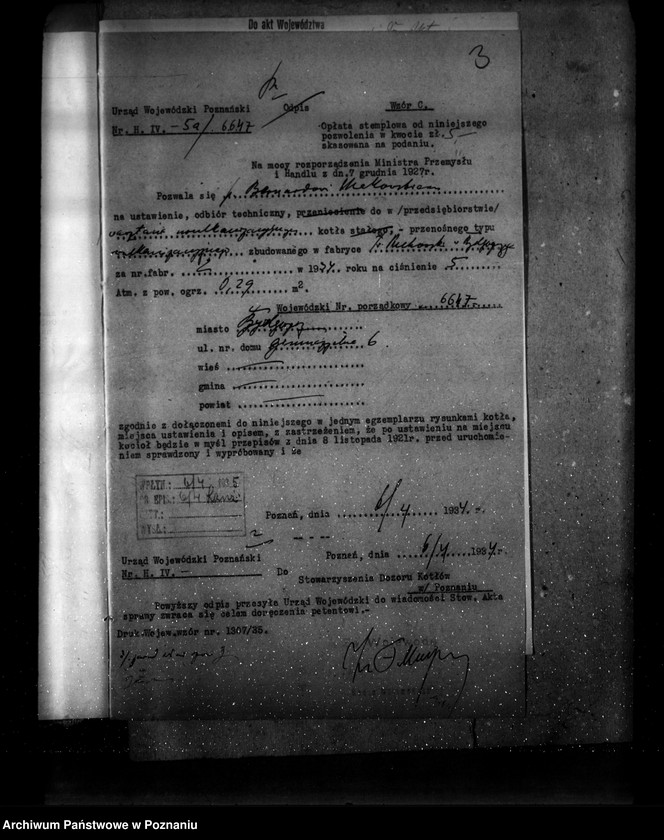 Do akt Województwa
3
Urząd Wojewódzki Poznański
Odpis
Wzór C.
Nr. H. IV. – 5a/ 6647
Opłata stemplowa od niniejszego
pozwolenia w kwocie zł. 5 –
skasowana na podaniu.
Na mocy rozporządzenia Ministra Przemysłu
i Handlu z dn. 7 grudnia 1927r.
Pozwala się p.
na ustawienie, odbiór techniczny, przeniesienie do w /przedsiębiorstwie/
kotła stałego, - przenośnego typu
zbudowanego w fabryce
za nr.fabr. w 1934. roku na ciśnienie 5
Atm. z pow. ogrz. 0,29 m2.
Wojewódzki Nr. porządkowy 6647
miasto Bydgoszcz
ul. nr. domu 6.
wieś
gmina
powiat
zgodnie z dołączonemi do niniejszego w jednym egzemplarzu rysunkami kotła,
miejsca ustawienia i opisem, z zastrzeżeniem, że po ustawieniu na miejscu
kocioł będzie w myśl przepisów z dnia 8 listopada 1921r. przed uruchomie-
niem sprawdzony i wypróbowany i że
Poznań, dnia 6/4 193 r.
Urząd Wojewódzki Poznański
Poznań, dnia 6/4 193 r.
Nr. H. IV. –
Do
Stowarzyszenia Dozoru Kotłów
w/ Poznaniu
Powyższy odpis przesyła Urząd Wojewódzki do wiadomości Stow. Akta
sprawy zwraca się celem doręczenia petentowi.-
Druk.Wojew.wzór nr. 1307/35.
Archiwum Państwowe w Poznaniu